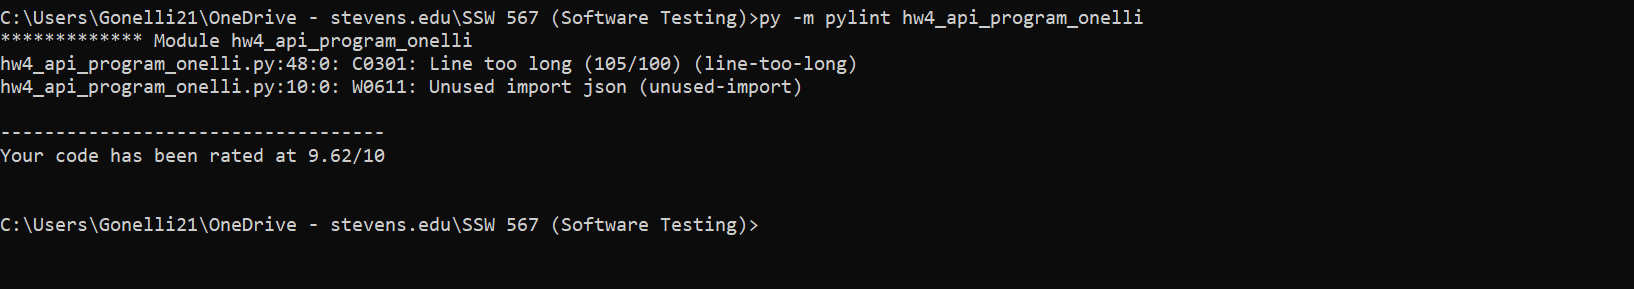 C:\Users\Gonelli21\OneDrive - stevens.edu\SSW 567 (Software Testing)>py -m pylint hw4_api_program_onelli
************* Module hw4_api_program_onelli
hw4_api_program_onelli.py:48:0: C0301: Line too long (105/100) (line-too-long)
hw4_api_program_onelli.py:10:0: W0611: Unused import json (unused-import)
-----------------------------------
Your code has been rated at 9.62/10
C:\Users\Gonelli21\OneDrive - stevens.edu\SSW 567 (Software Testing)>